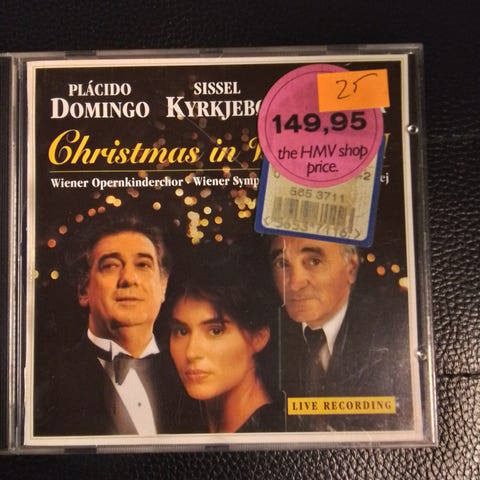 PLÁCIDO
DOMINGO
SISSEL
KYRKJEBØ
Christmas in
Wiener Opernkinderchor · Wiener Symp
25
149,95
the HMV shop
price.
565 3711
LIVE RECORDING